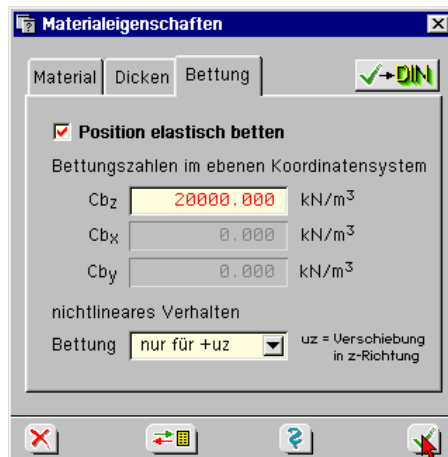 Materialeigenschaften
Material Dicken Bettung DIN
Position elastisch betten
Bettungszahlen im ebenen Koordinatensystem
Cbz 20000.000 kN/m³
Cbx 0.000 kN/m³
Cby 0.000 kN/m³
nichtlineares Verhalten
Bettung nur für +uz uz = Verschiebung
in z-Richtung